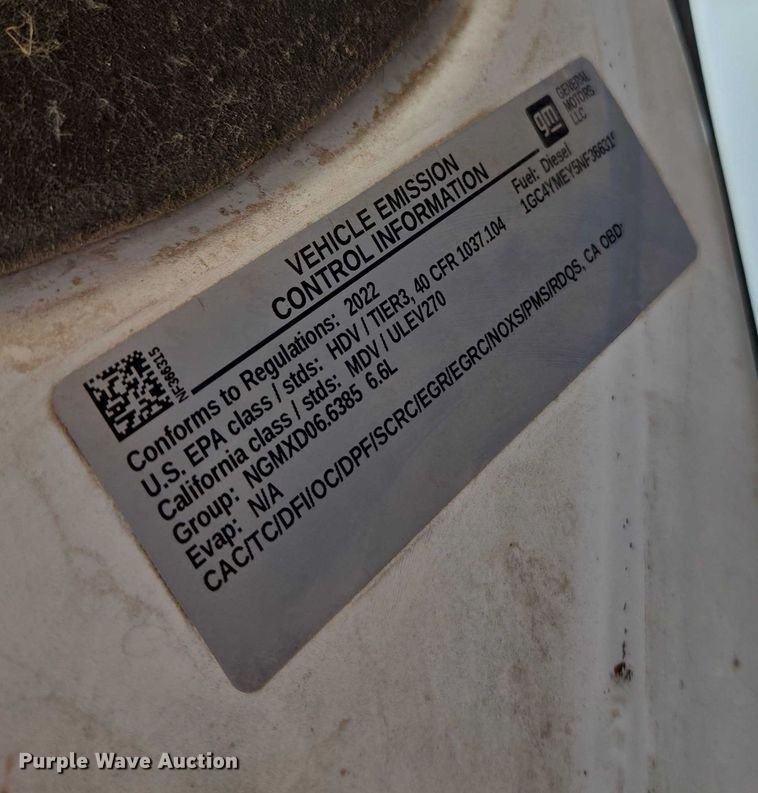 VEHICLE EMISSION
CONTROL INFORMATION
gm
GENERAL
MOTORS
LLC
NF366315
Conforms to Regulations: 2022
Fuel: Diesel
U.S. EPA class / stds: HDV / TIER3, 40 CFR 1037.104
1GC4YMEY5NF366315
California class / stds: MDV / ULEV270
Group: NGMXD06.6385 6.6L
Evap: N/A
CAC/TC/DFI/OC/DPF/SCRC/EGR/EGRC/NOXS/PMS/RDQS, CA OBD
Purple Wave Auction